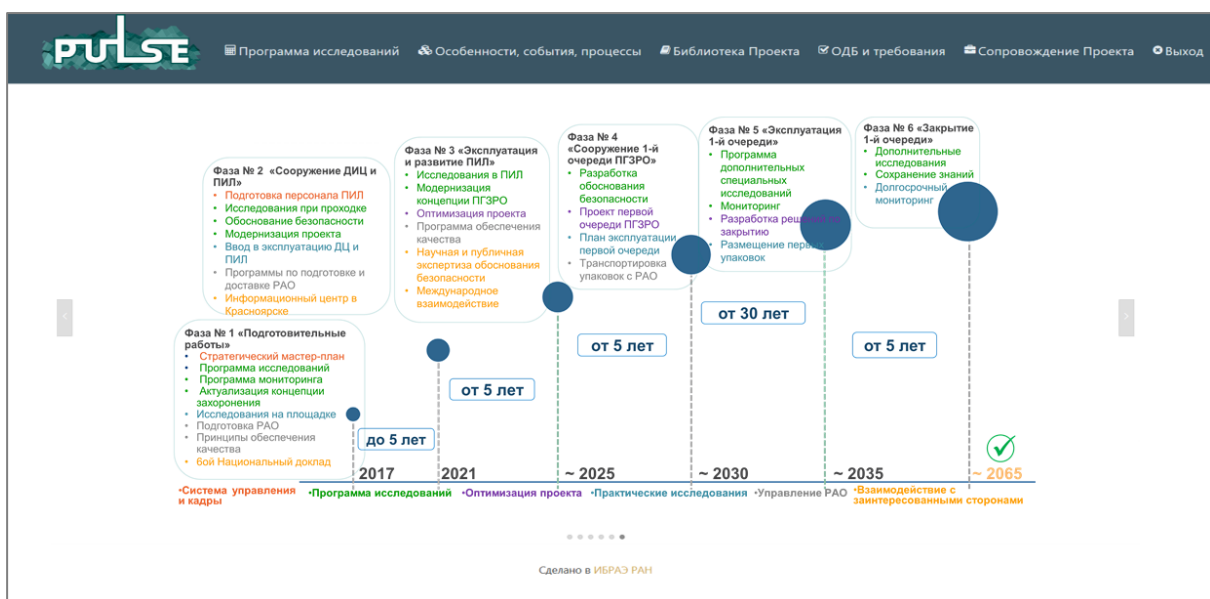 PULSE
Программа исследований
Особенности, события, процессы
Библиотека Проекта
ОДБ и требования
Сопровождение Проекта
Выход
Фаза № 1 «Подготовительные
работы»
• Стратегический мастер-план
• Программа исследований
• Программа мониторинга
• Актуализация концепции
захоронения
• Исследования на площадке
• Подготовка РАО
• Принципы обеспечения
качества
• 6ой Национальный доклад
Фаза № 2 «Сооружение ДИЦ и
ПИЛ»
• Подготовка персонала ПИЛ
• Исследования при проходке
• Обоснование безопасности
• Модернизация проекта
• Ввод в эксплуатацию ДЦ и
ПИЛ
• Программы по подготовке и
доставке РАО
• Информационный центр в
Красноярске
Фаза № 3 «Эксплуатация
и развитие ПИЛ»
• Исследования в ПИЛ
• Модернизация
концепции ПГЗРО
• Оптимизация проекта
• Программа обеспечения
качества
• Научная и публичная
экспертиза обоснования
безопасности
• Международное
взаимодействие
Фаза № 4
«Сооружение 1-й
очереди ПГЗРО»
• Разработка
обоснования
безопасности
• Проект первой
очереди ПГЗРО
• План эксплуатации
первой очереди
• Транспортировка
упаковок с РАО
Фаза № 5 «Эксплуатация
1-й очереди»
• Программа
дополнительных
специальных
исследований
• Мониторинг
• Разработка решений по
закрытию
• Размещение первых
упаковок
Фаза № 6 «Закрытие
1-й очереди»
• Дополнительные
исследования
• Сохранение знаний
• Долгосрочный
мониторинг
до 5 лет
от 5 лет
от 5 лет
от 30 лет
от 5 лет
2017
2021
~ 2025
~ 2030
~ 2035
~ 2065
•Система управления
и кадры
•Программа исследований
•Оптимизация проекта
•Практические исследования
•Управление РАО
•Взаимодействие с
заинтересованными сторонами
Сделано в ИБРАЭ РАН